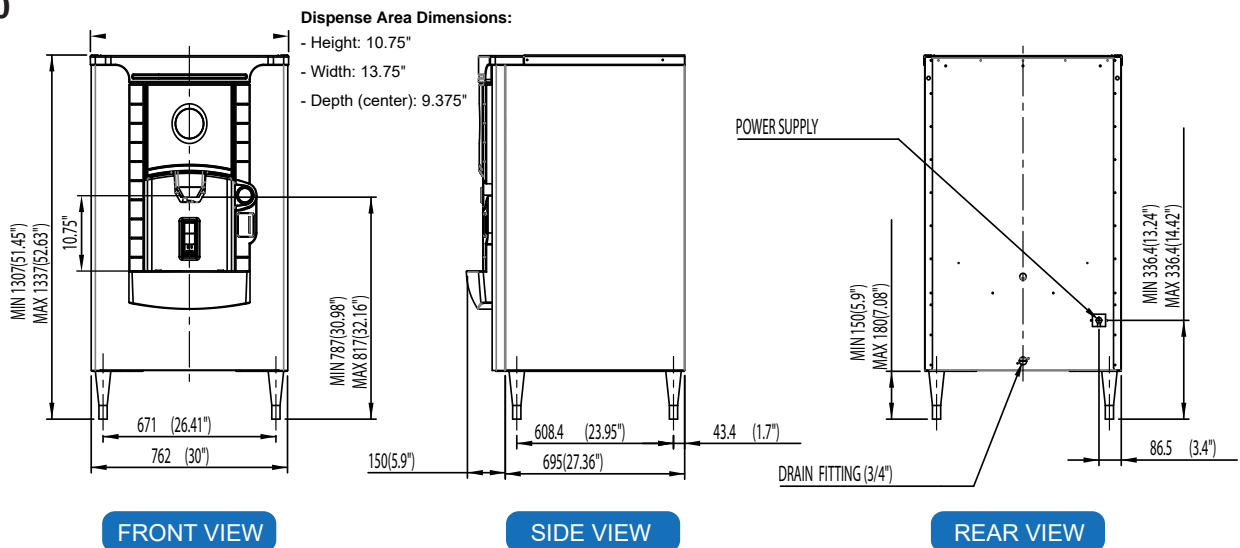 Dispense Area Dimensions:
- Height: 10.75"
- Width: 13.75"
- Depth (center): 9.375"
MIN 1307(51.45")
MAX 1337(52.63")
10.75"
MIN 787(30.98")
MAX 817(32.16")
671 (26.41")
762 (30")
FRONT VIEW
608.4 (23.95")
43.4 (1.7")
150(5.9")
695(27.36")
SIDE VIEW
POWER SUPPLY
MIN 150(5.9")
MAX 180(7.08")
MIN 336.4(13.24")
MAX 336.4(14.42")
86.5 (3.4")
DRAIN FITTING (3/4")
REAR VIEW